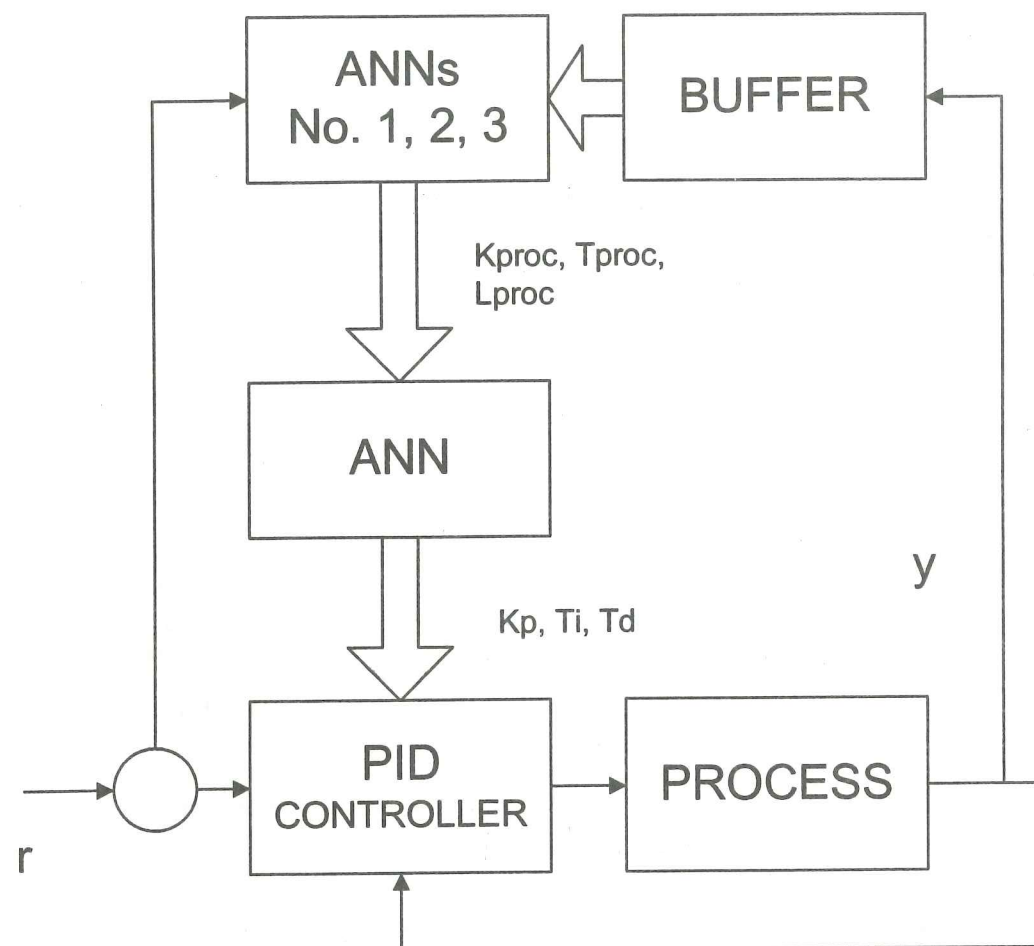 ANNs
No. 1, 2, 3
BUFFER
Kproc, Tproc,
Lproc
ANN
y
Kp, Ti, Td
PID
CONTROLLER
PROCESS
r